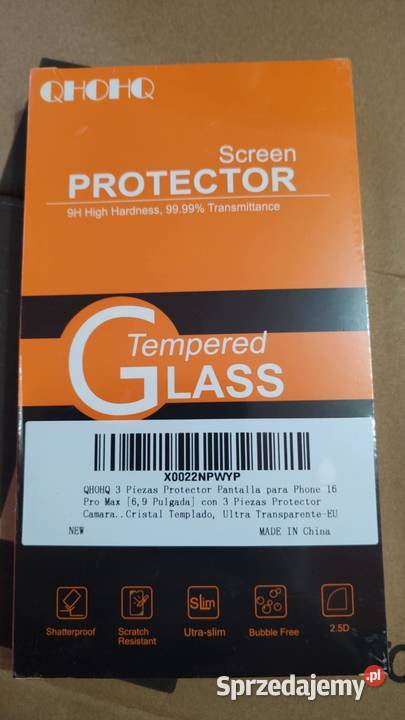 QHOHQ
Screen
PROTECTOR
9H High Hardness, 99.99% Transmittance
Tempered
GLASS
X0022NPWYP
QHOHQ 3 Piezas Protector Pantalla para Phone 16
Pro Max [6,9 Pulgada] con 3 Piezas Protector
Camara..Cristal Templado, Ultra Transparente-EU
NEW MADE IN China
Slim
Shatterproof Scratch Resistant Utra-slim Bubble Free 2.5D
Sprzedajemy.pl